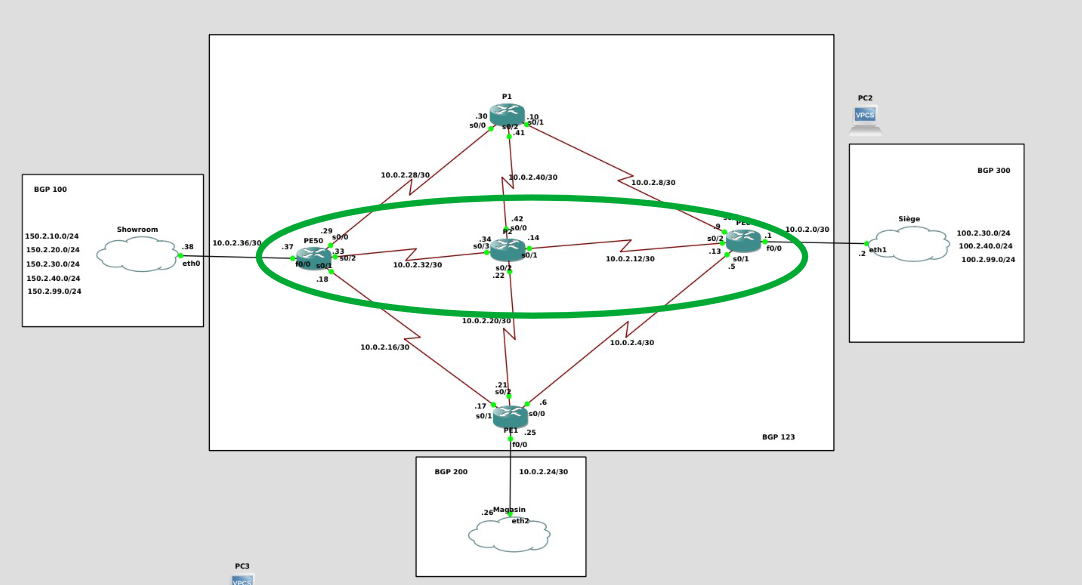 P1
.30
.10
s0/0
s0/2
s0/1
.41
PC2
VPCS
10.0.2.28/30
10.0.2.40/30
10.0.2.8/30
BGP 100
BGP 300
Showroom
150.2.10.0/24
150.2.20.0/24
150.2.30.0/24
150.2.40.0/24
150.2.99.0/24
.38
eth0
10.0.2.36/30
.37
f0/0
PE50
.29
s0/0
.33
s0/2
s0/1
.18
10.0.2.32/30
.42
s0/0
P2
.34
s0/3
.14
s0/1
s0/2
.22
10.0.2.12/30
.9
s0/2
.13
s0/1
.5
.1
f0/0
10.0.2.0/30
.2
eth1
Siège
100.2.30.0/24
100.2.40.0/24
100.2.99.0/24
10.0.2.20/30
10.0.2.16/30
10.0.2.4/30
.21
s0/2
.17
s0/1
.6
s0/0
PE1
.25
f0/0
BGP 123
BGP 200
10.0.2.24/30
.26
Magasin
eth2
PC3
VPCS